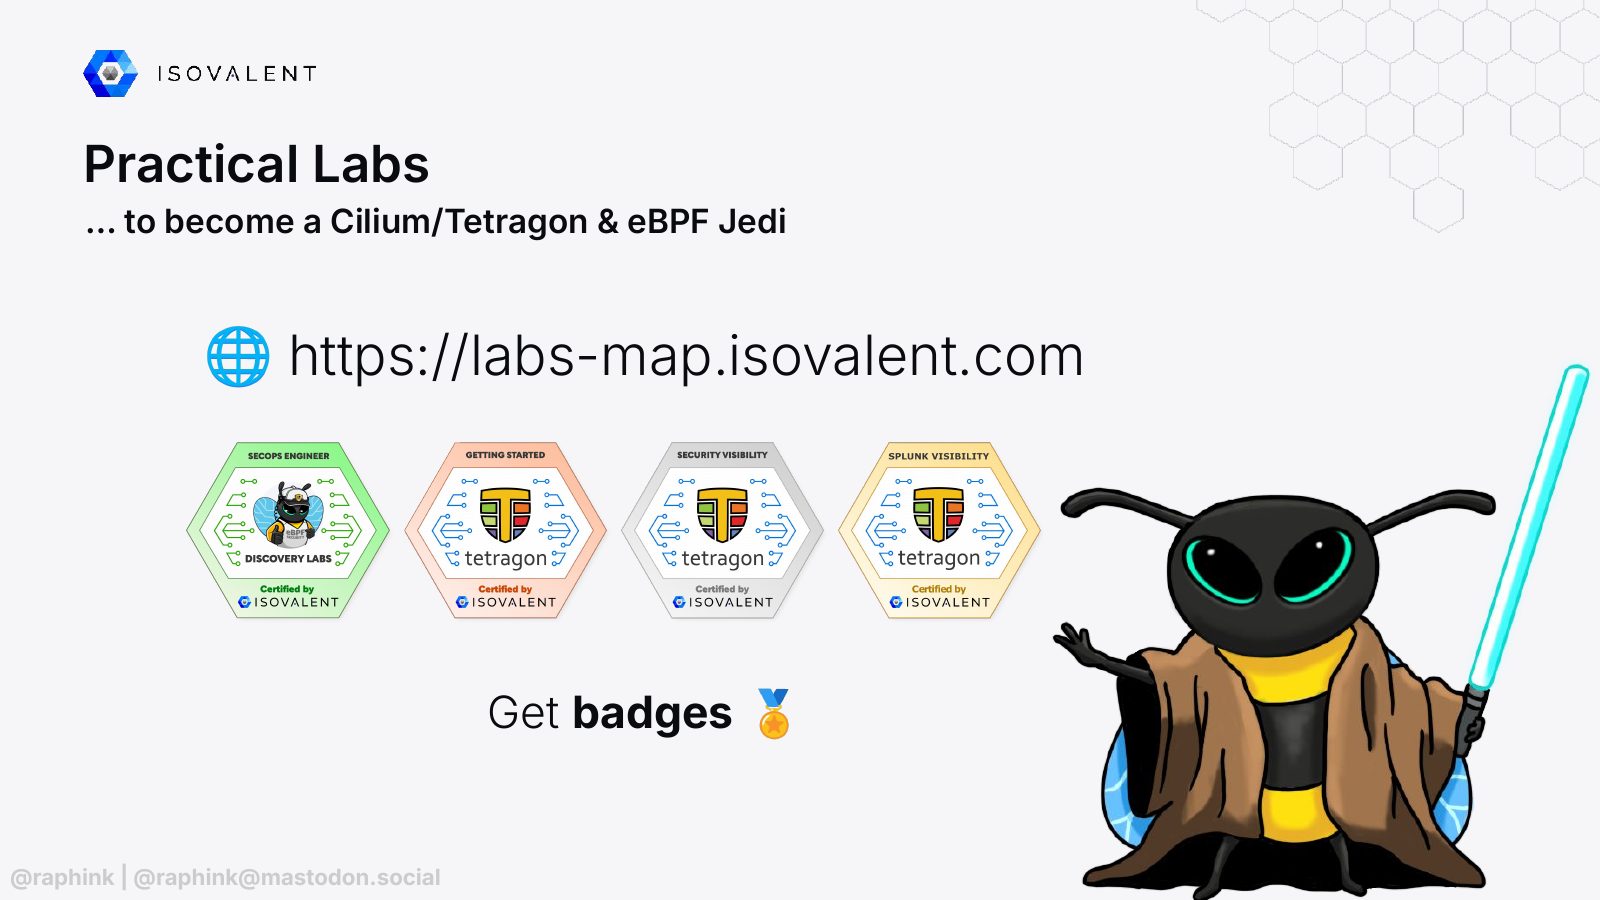 ISOVALENT
Practical Labs
... to become a Cilium/Tetragon & eBPF Jedi
🌐 https://labs-map.isovalent.com
SECOPS ENGINEER
eBPF
SECURITY
DISCOVERY LABS
Certified by
ISOVALENT
GETTING STARTED
tetragon
Certified by
ISOVALENT
SECURITY VISIBILITY
tetragon
Certified by
ISOVALENT
SPLUNK VISIBILITY
tetragon
Certified by
ISOVALENT
Get badges 🏅
@raphink | @raphink@mastodon.social